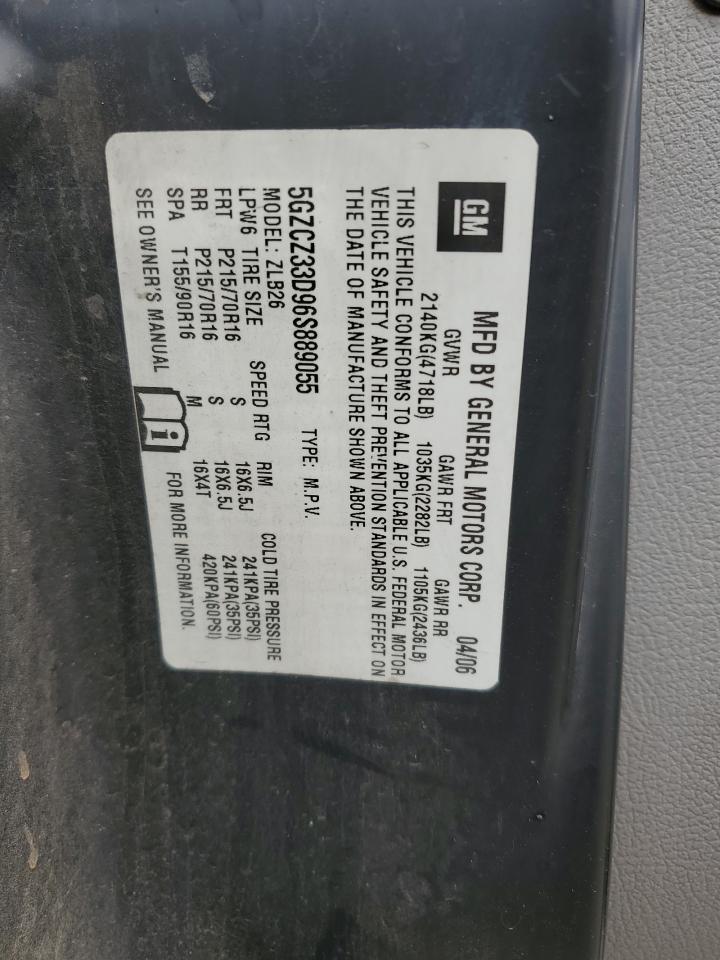 GM
MFD BY GENERAL MOTORS CORP. 04/06
GVWR GAWR FRT GAWR RR
2140KG(4718LB) 1035KG(2282LB) 1105KG(2436LB)
THIS VEHICLE CONFORMS TO ALL APPLICABLE U.S. FEDERAL MOTOR
VEHICLE SAFETY AND THEFT PREVENTION STANDARDS IN EFFECT ON
THE DATE OF MANUFACTURE SHOWN ABOVE.
5GZCZ33D96S889055 TYPE: M.P.V.
MODEL: ZLB26
LPW6 TIRE SIZE SPEED RTG RIM COLD TIRE PRESSURE
FRT P215/70R16 S 16X6.5J 241KPA(35PSI)
RR P215/70R16 S 16X6.5J 241KPA(35PSI)
SPA T155/90R16 M 16X4T 420KPA(60PSI)
SEE OWNER'S MANUAL i FOR MORE INFORMATION.